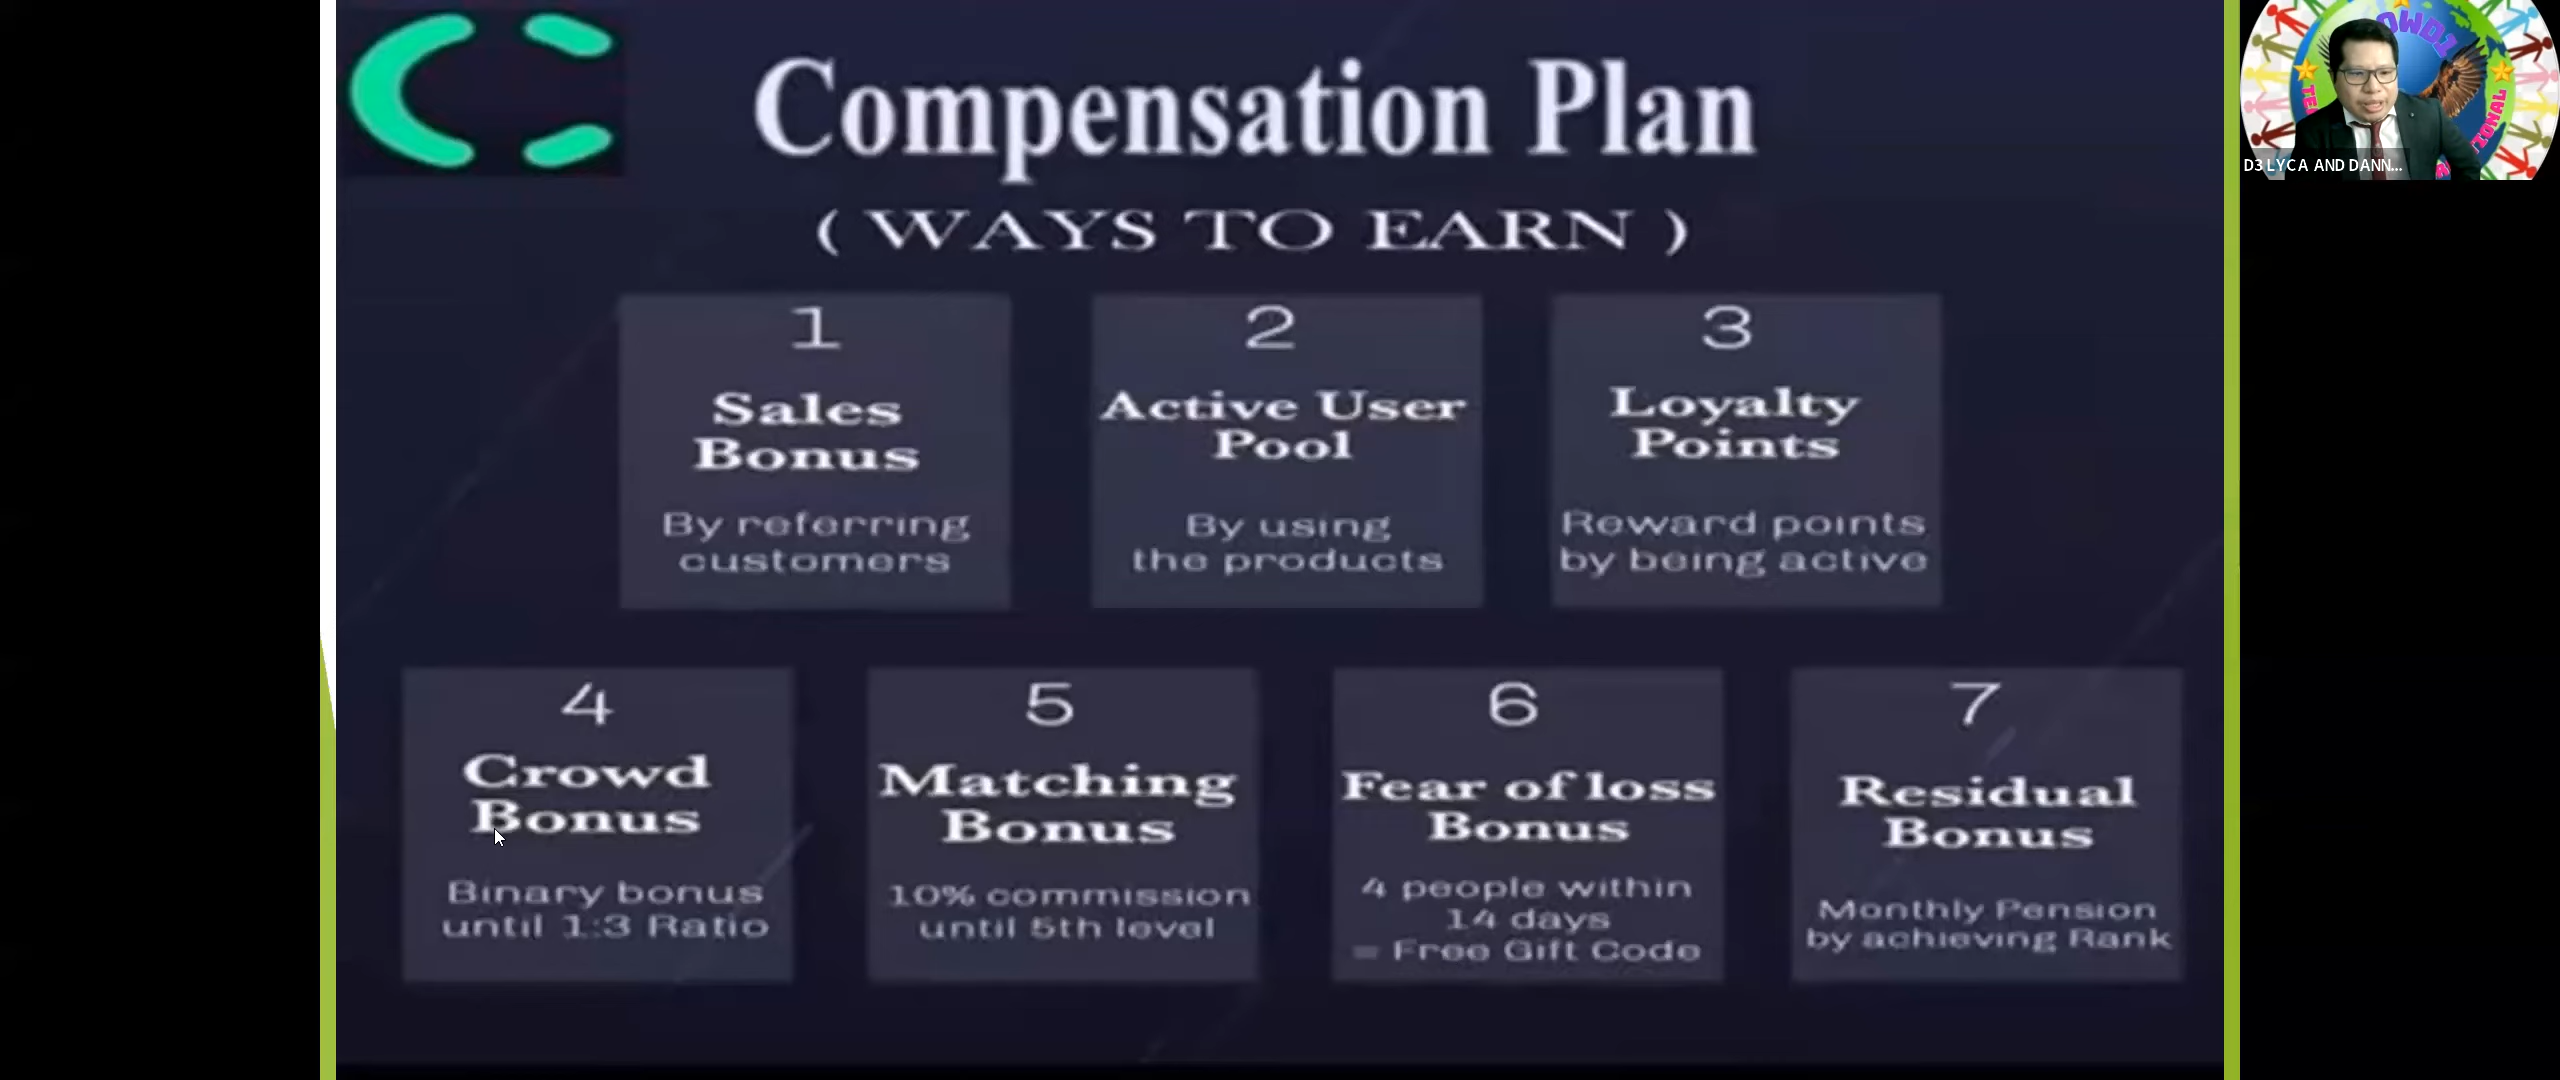 Compensation Plan
( WAYS TO EARN )
1
Sales
Bonus
By referring
customers
2
Active User
Pool
By using
the products
3
Loyalty
Points
Reward points
by being active
4
Crowd
Bonus
Binary bonus
until 1:3 Ratio
5
Matching
Bonus
10% commission
until 5th level
6
Fear of loss
Bonus
4 people within
14 days
= Free Gift Code
7
Residual
Bonus
Monthly Pension
by achieving Rank
D3 LYCA AND DANN...